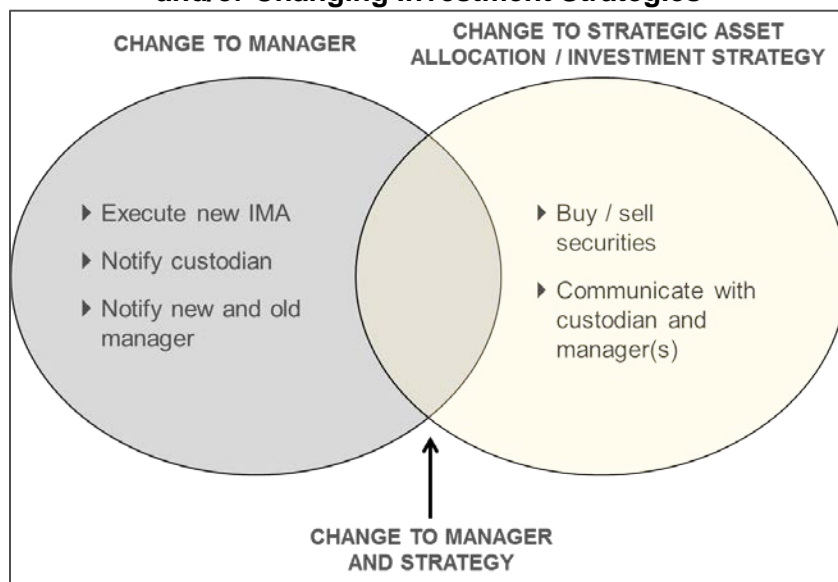 and/or Changing Investment Strategies
CHANGE TO MANAGER
CHANGE TO STRATEGIC ASSET
ALLOCATION / INVESTMENT STRATEGY
Execute new IMA
Notify custodian
Notify new and old
manager
Buy / sell
securities
Communicate with
custodian and
manager(s)
CHANGE TO MANAGER
AND STRATEGY